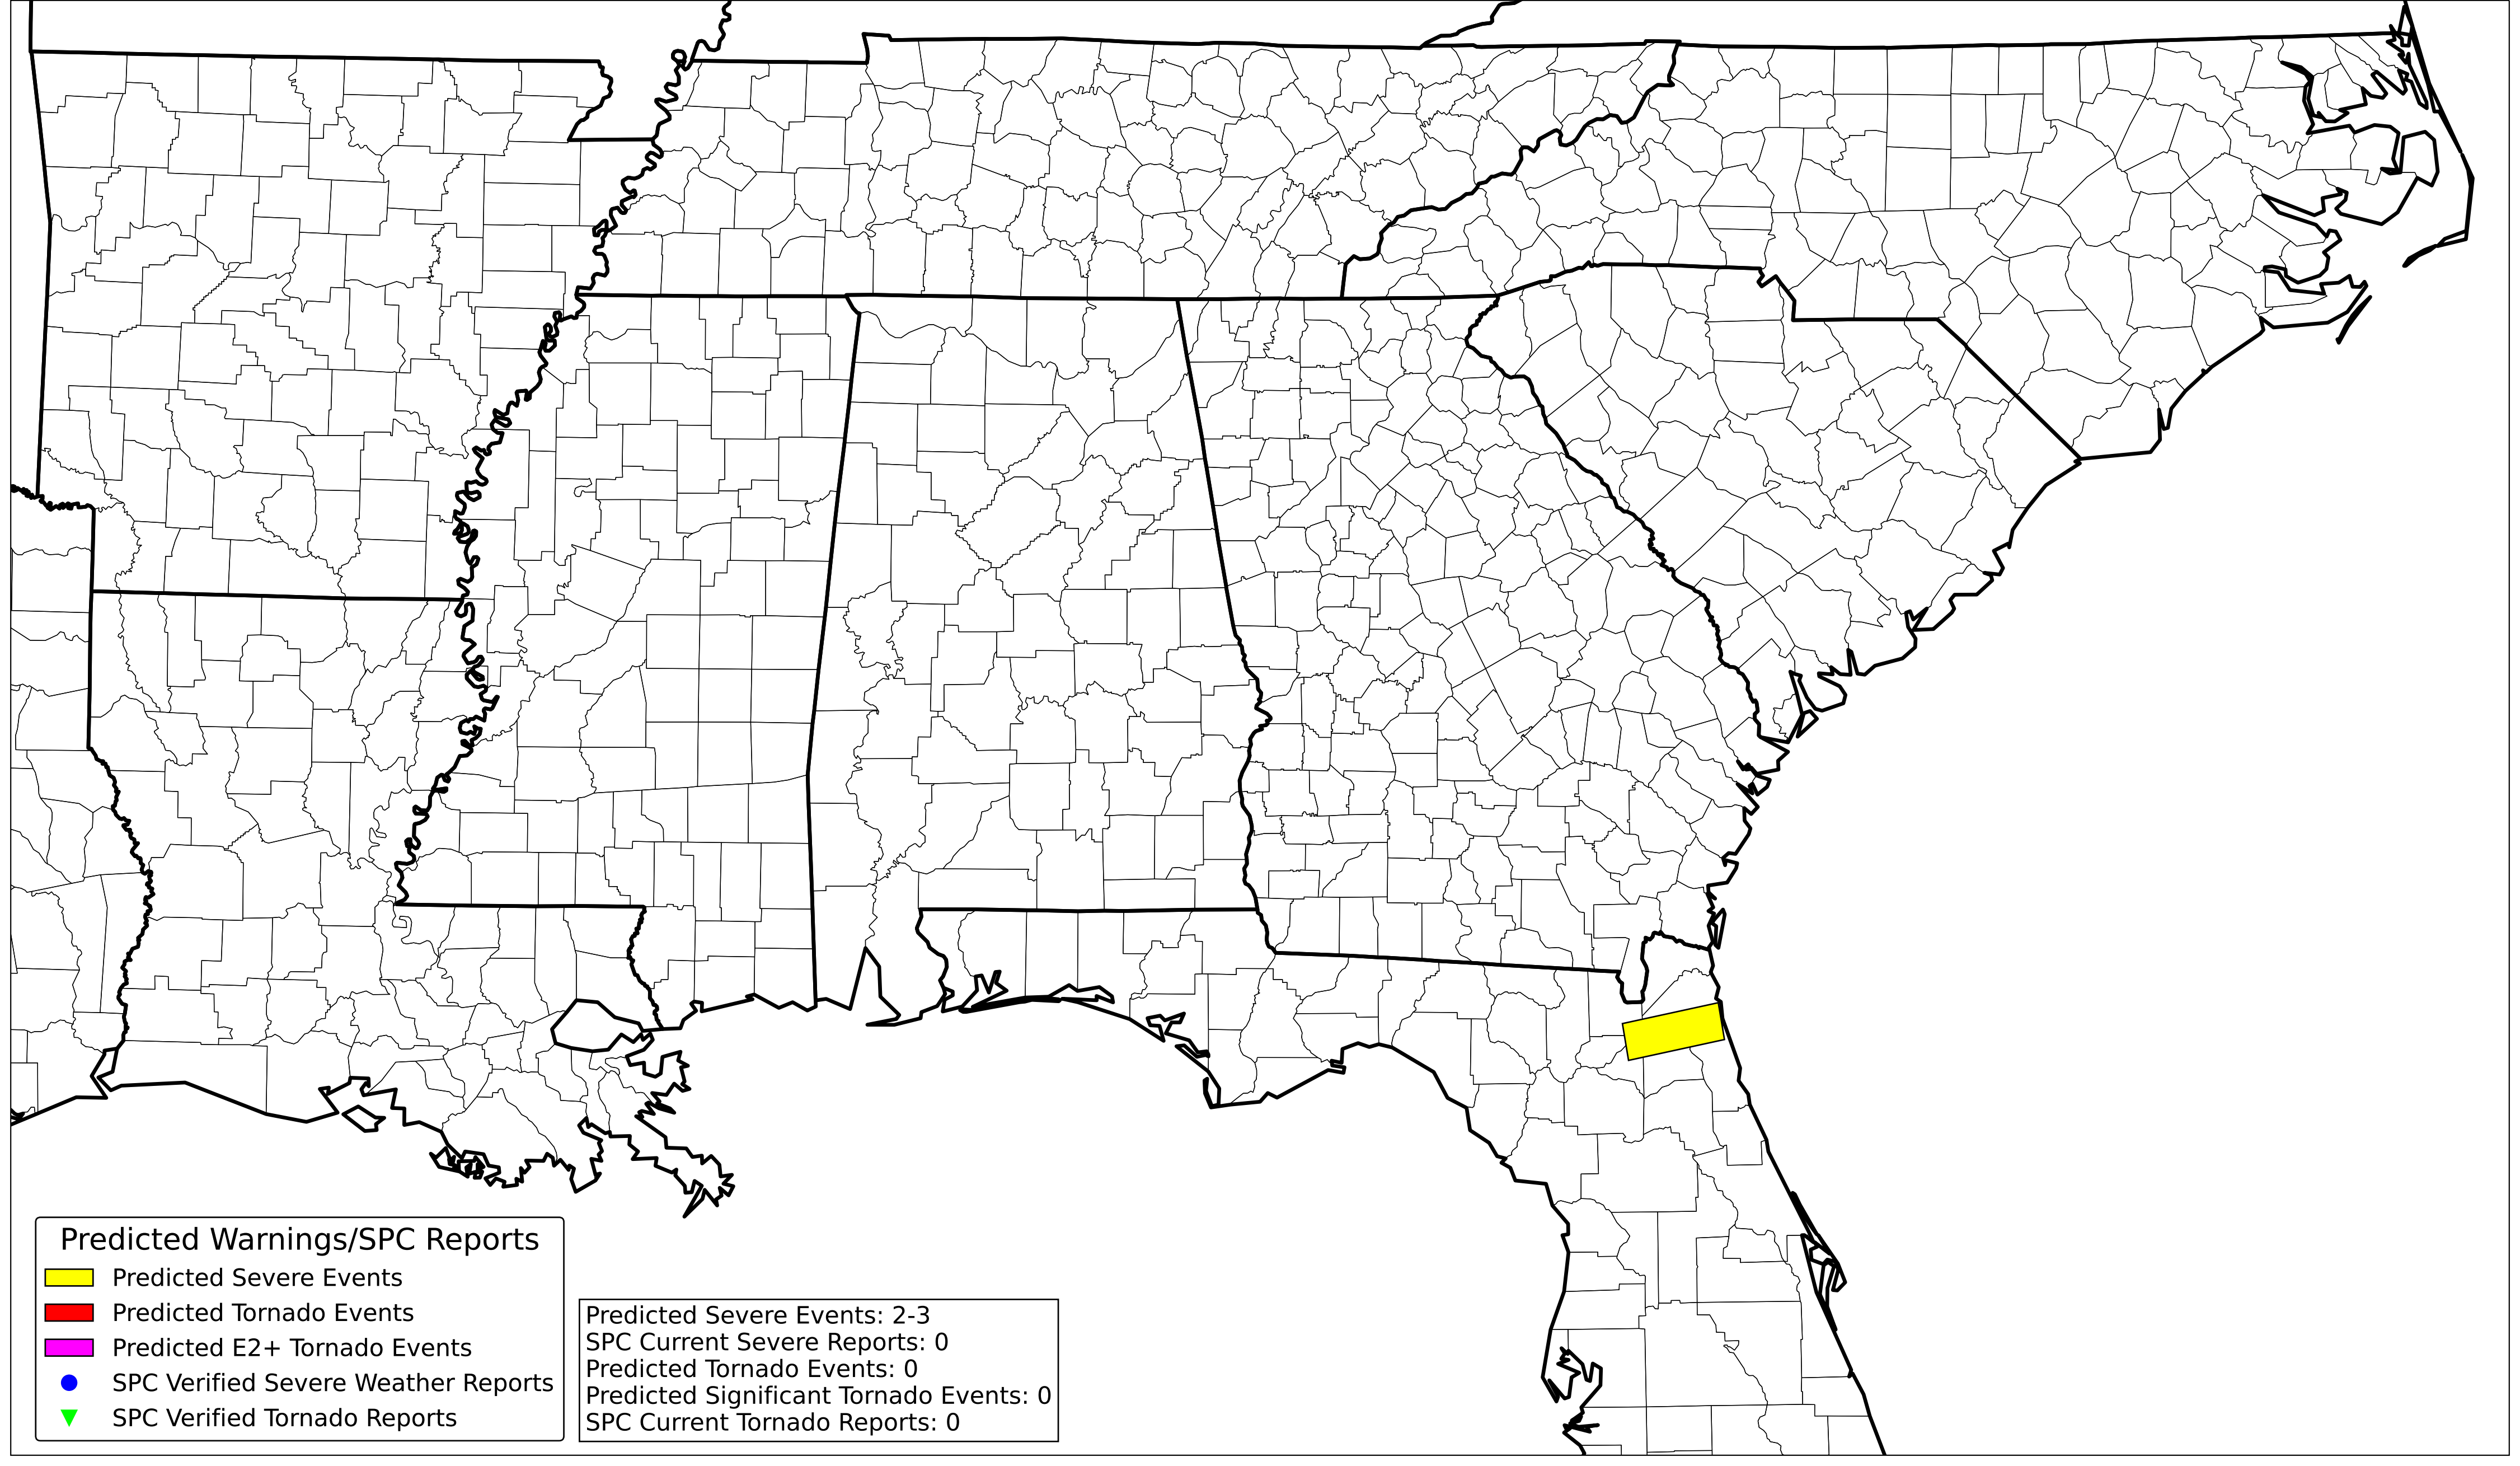 Predicted Warnings/SPC Reports
Predicted Severe Events
Predicted Tornado Events
Predicted E2+ Tornado Events
SPC Verified Severe Weather Reports
SPC Verified Tornado Reports
Predicted Severe Events: 2-3
SPC Current Severe Reports: 0
Predicted Tornado Events: 0
Predicted Significant Tornado Events: 0
SPC Current Tornado Reports: 0